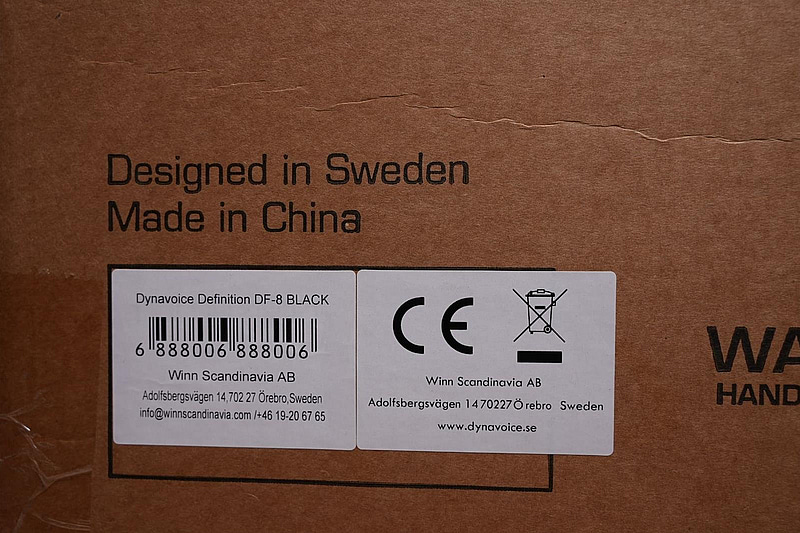 Designed in Sweden
Made in China
Dynavoice Definition DF-8 BLACK
6 888006 888006
Winn Scandinavia AB
Adolfsbergsvägen 14,702 27 Örebro,Sweden
info@winnscandinavia.com /+46 19-20 67 65
CE
Winn Scandinavia AB
Adolfsbergsvägen 1470227Ö rebro Sweden
www.dynavoice.se
WA
HAND